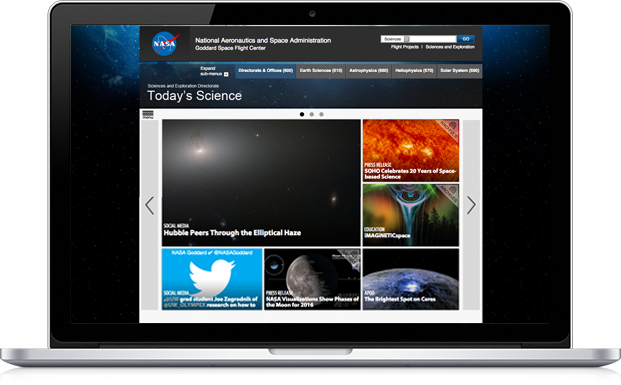 NASA
National Aeronautics and Space Administration
Goddard Space Flight Center
Sciences
GO
Flight Projects | Sciences and Exploration
Expand
sub-menus
Directorate & Offices (600)
Earth Sciences (610)
Astrophysics (660)
Heliophysics (670)
Solar System (690)
Sciences and Exploration Directorate
Today's Science
menu
SOCIAL MEDIA
Hubble Peers Through the Elliptical Haze
PRESS RELEASE
SOHO Celebrates 20 Years of Space-
based Science
EDUCATION
IMAGINETICspace
NASA Goddard @NASAGoddard
SOCIAL MEDIA
grad student Joe Zagrodnik of
@UW_OLYMPEX research on how to
PRESS RELEASE
NASA Visualizations Show Phases of
the Moon for 2016
APOD
The Brightest Spot on Ceres